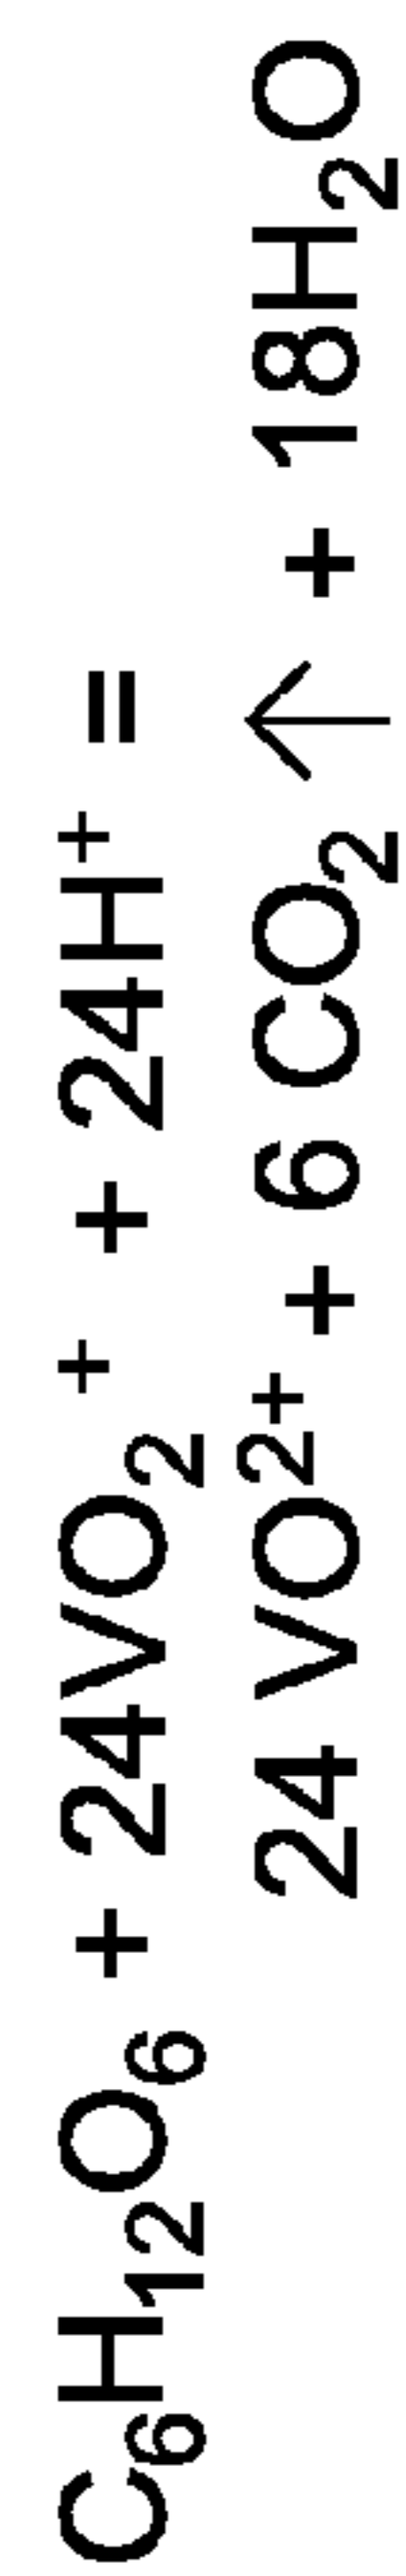 C₆H₁₂O₆ + 24VO₂⁺ + 24H⁺ =
24 VO²⁺ + 6 CO₂ ↑ + 18H₂O